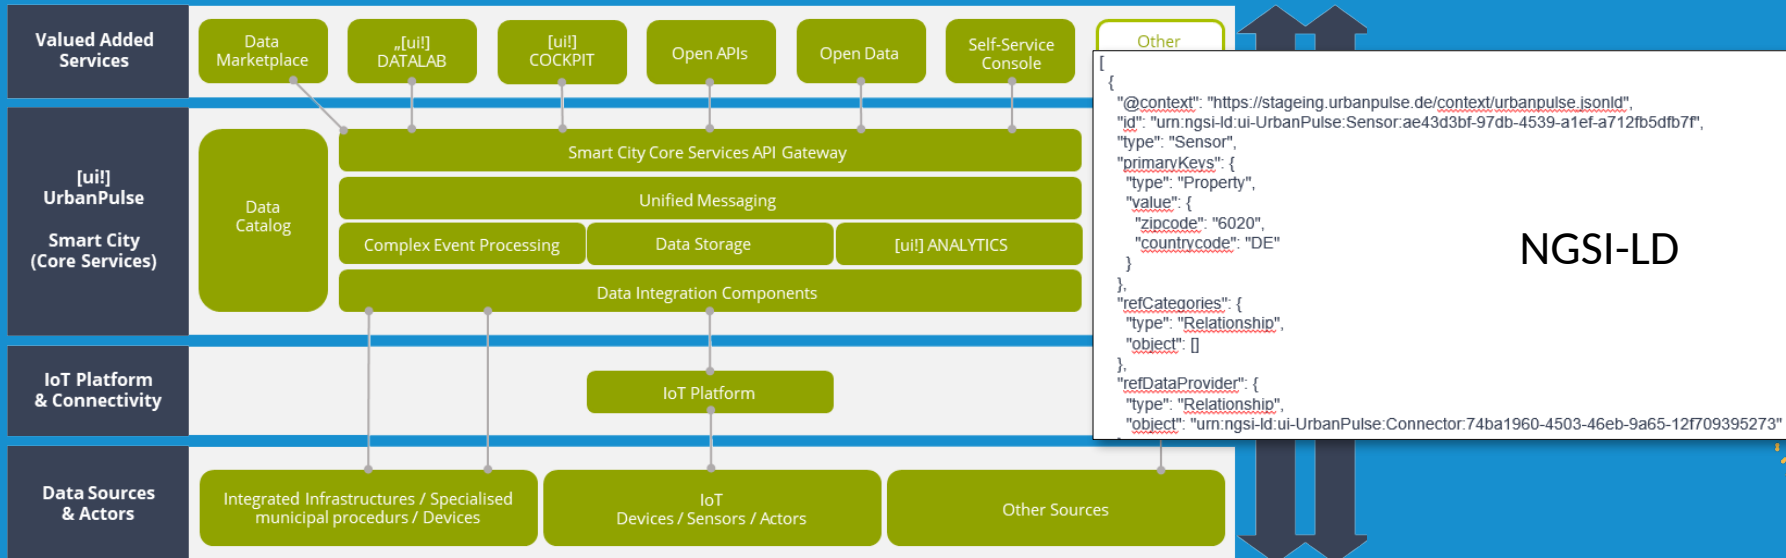 Valued Added
Services
Data
Marketplace
„[ui!]
DATALAB
[ui!]
COCKPIT
Open APIs
Open Data
Self-Service
Console
Other
[ui!]
UrbanPulse
Smart City
(Core Services)
Data
Catalog
Smart City Core Services API Gateway
Unified Messaging
Complex Event Processing
Data Storage
[ui!] ANALYTICS
Data Integration Components
IoT Platform
& Connectivity
IoT Platform
Data Sources
& Actors
Integrated Infrastructures / Specialised
municipal procedurs / Devices
IoT
Devices / Sensors / Actors
Other Sources
[
{
"@context": "https://stageing.urbanpulse.de/context/urbanpulse.jsonld",
"id": "urn:ngsi-ld:ui-UrbanPulse:Sensor:ae43d3bf-97db-4539-a1ef-a712fb5dfb7f",
"type": "Sensor",
"primaryKeys": {
"type": "Property",
"value": {
"zipcode": "6020",
"countrycode": "DE"
}
},
"refCategories": {
"type": "Relationship",
"object": []
},
"refDataProvider": {
"type": "Relationship",
"object": "urn:ngsi-ld:ui-UrbanPulse:Connector:74ba1960-4503-46eb-9a65-12f709395273"
NGSI-LD